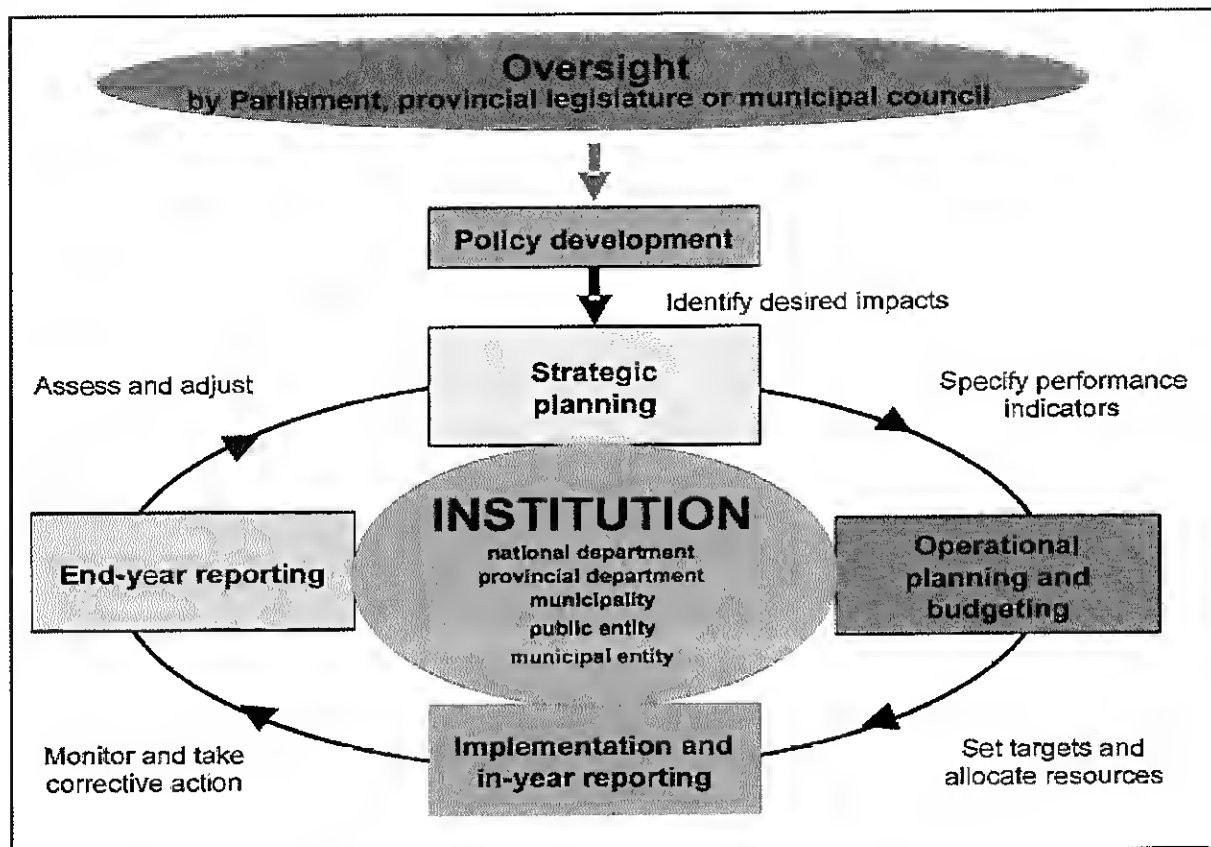 Oversight
by Parliament, provincial legislature or municipal council
Policy development
Identify desired impacts
Strategic
planning
Assess and adjust
Specify performance
indicators
INSTITUTION
national department
provincial department
municipality
public entity
municipal entity
End-year reporting
Operational
planning and
budgeting
Implementation and
in-year reporting
Monitor and take
corrective action
Set targets and
allocate resources